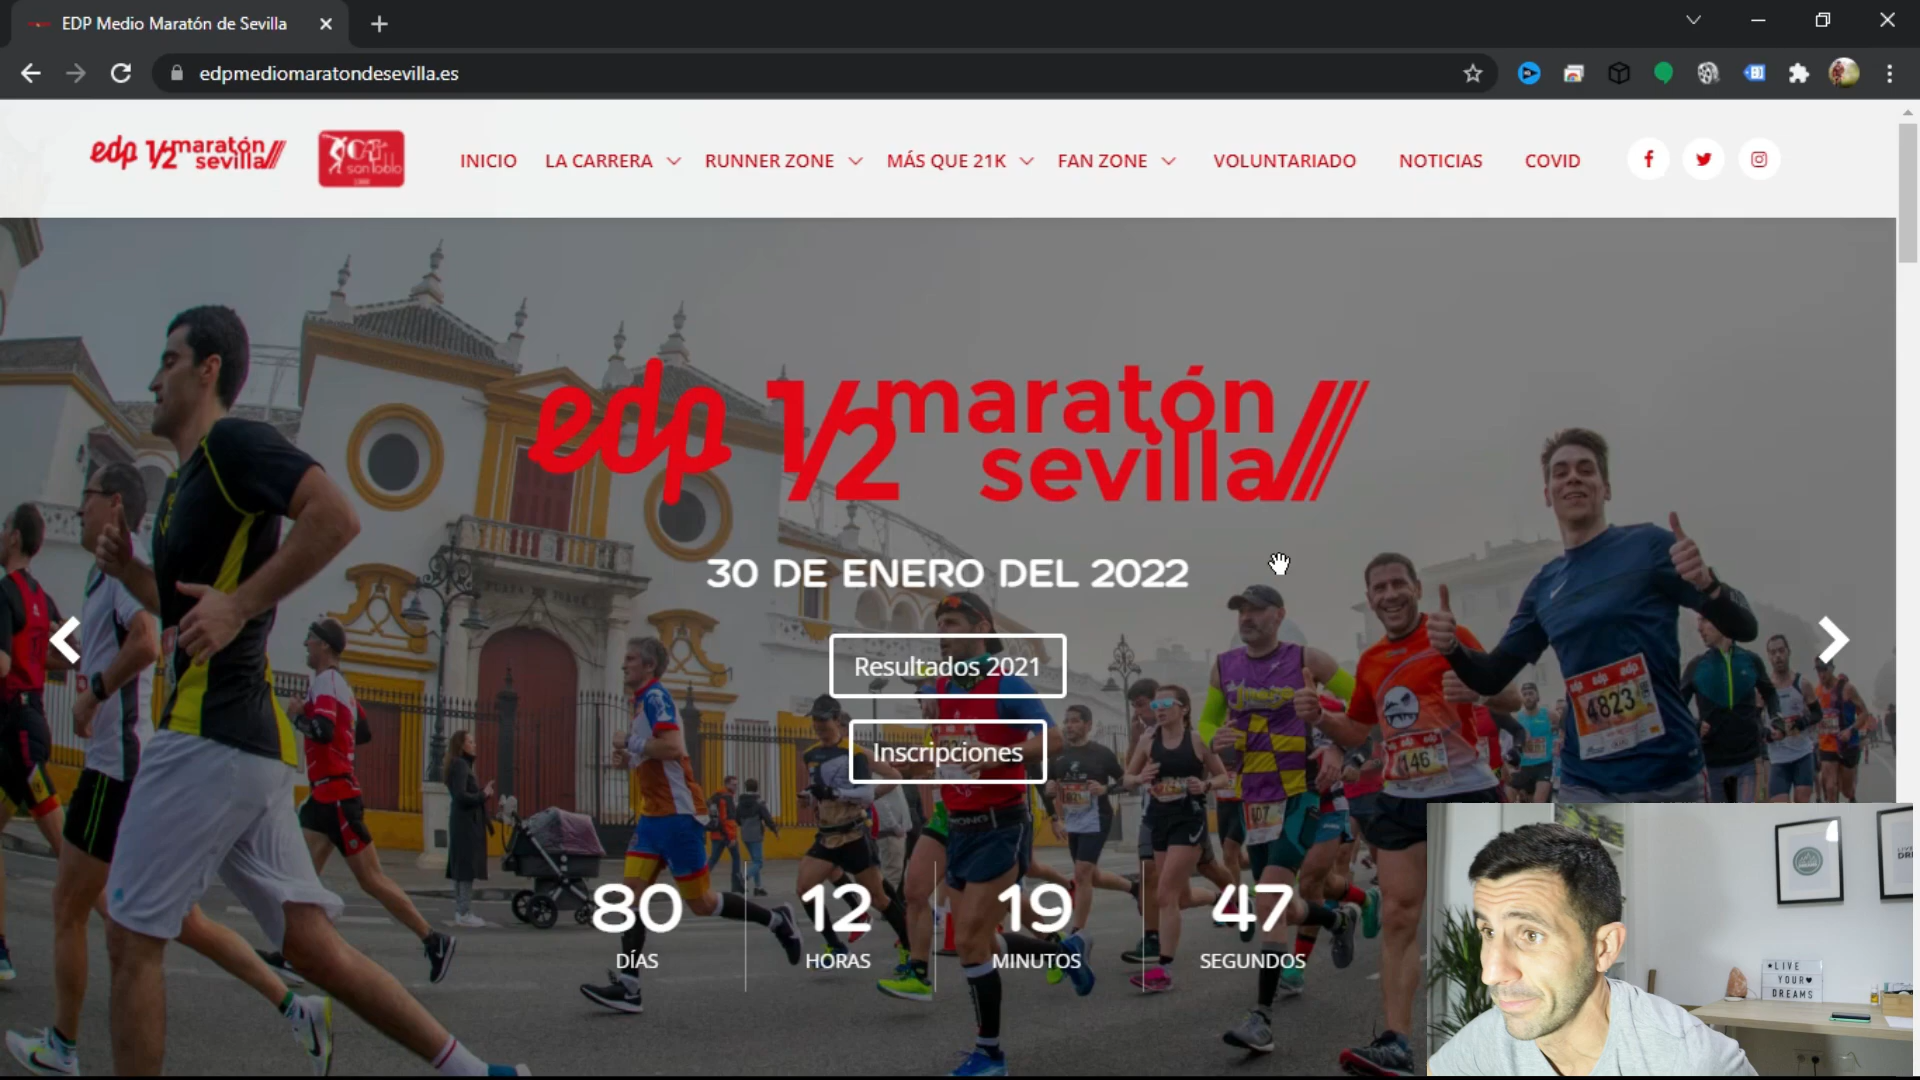 EDP Medio Maratón de Sevilla
edpmediomaratondesevilla.es
edp 1/2 maratón sevilla
INICIO
LA CARRERA
RUNNER ZONE
MÁS QUE 21K
FAN ZONE
VOLUNTARIADO
NOTICIAS
COVID
edp 1/2 maratón
sevilla
30 DE ENERO DEL 2022
Resultados 2021
Inscripciones
80
DÍAS
12
HORAS
19
MINUTOS
47
SEGUNDOS
4823
146
LIVE
YOUR♥
DREAMS